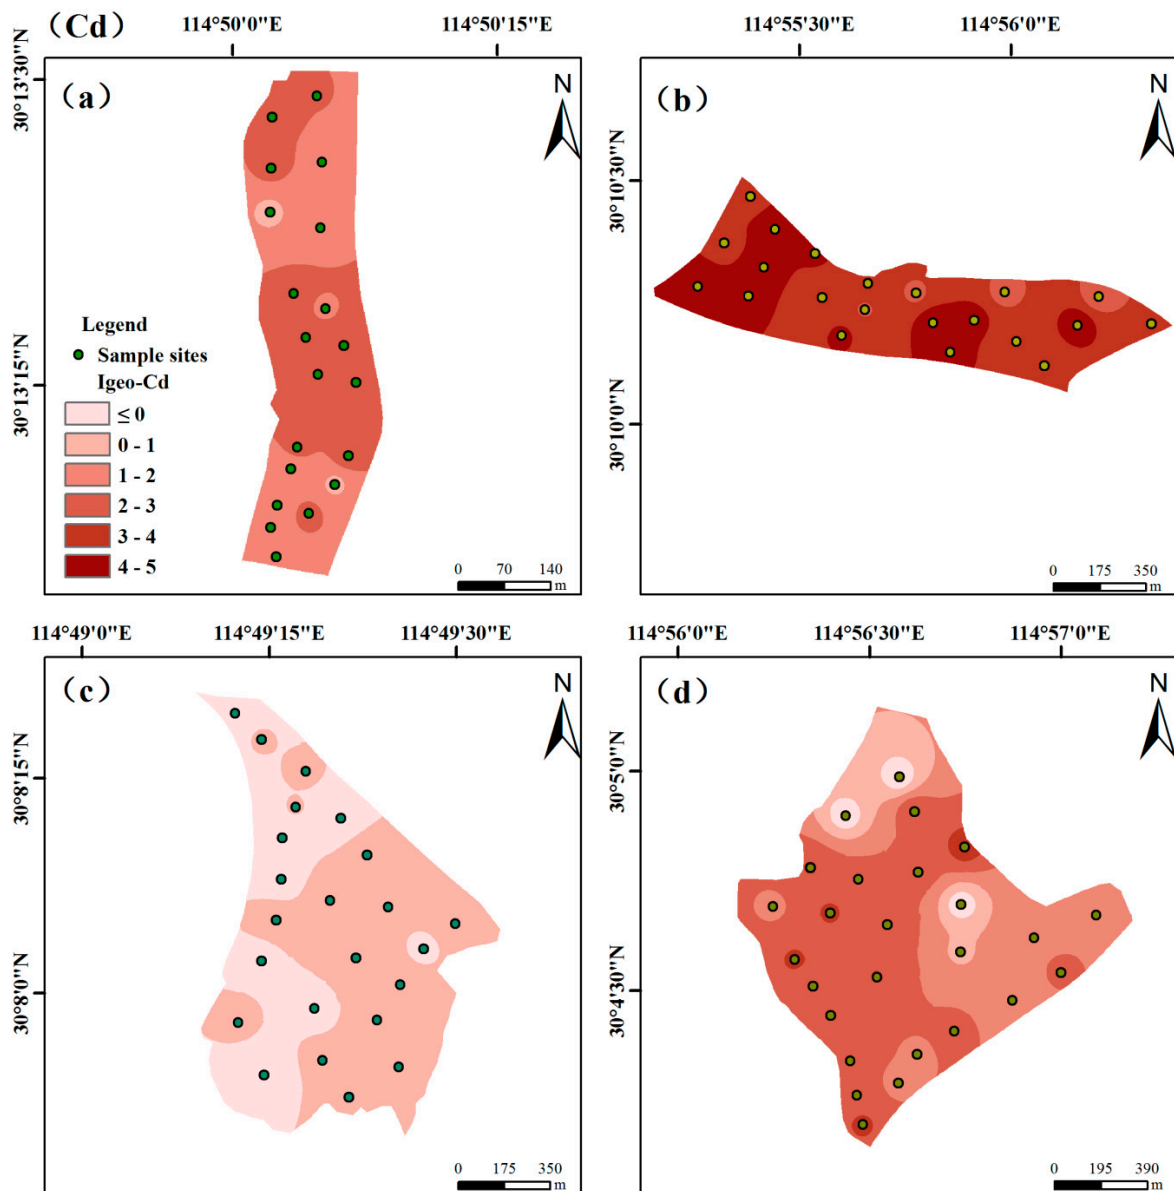 (Cd)
114°50'0"E 114°50'15"E
114°55'30"E 114°56'0"E
30°13'30"N
30°13'15"N
(a)
N
Legend
Sample sites
Igeo-Cd
≤ 0
0 - 1
1 - 2
2 - 3
3 - 4
4 - 5
0 70 140
m
(b)
N
30°10'30"N
30°10'0"N
0 175 350
m
114°49'0"E 114°49'15"E 114°49'30"E
(c)
N
30°8'15"N
30°8'0"N
0 175 350
m
114°56'0"E 114°56'30"E 114°57'0"E
(d)
N
30°5'0"N
30°4'30"N
0 195 390
m